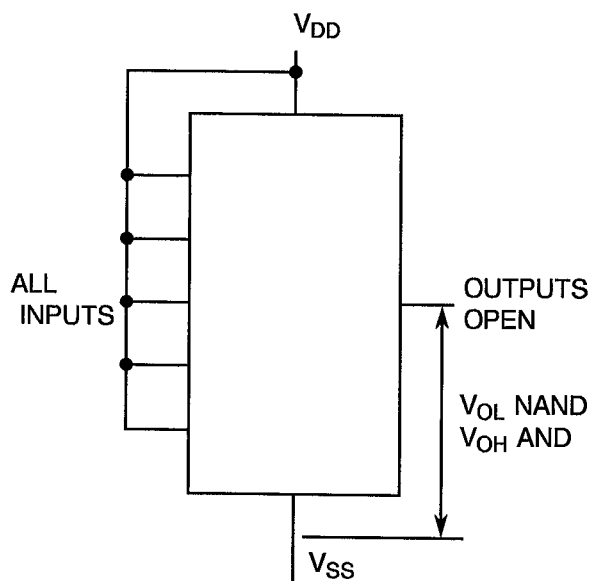 VDD
ALL
INPUTS
OUTPUTS
OPEN
VOL NAND
VOH AND
VSS